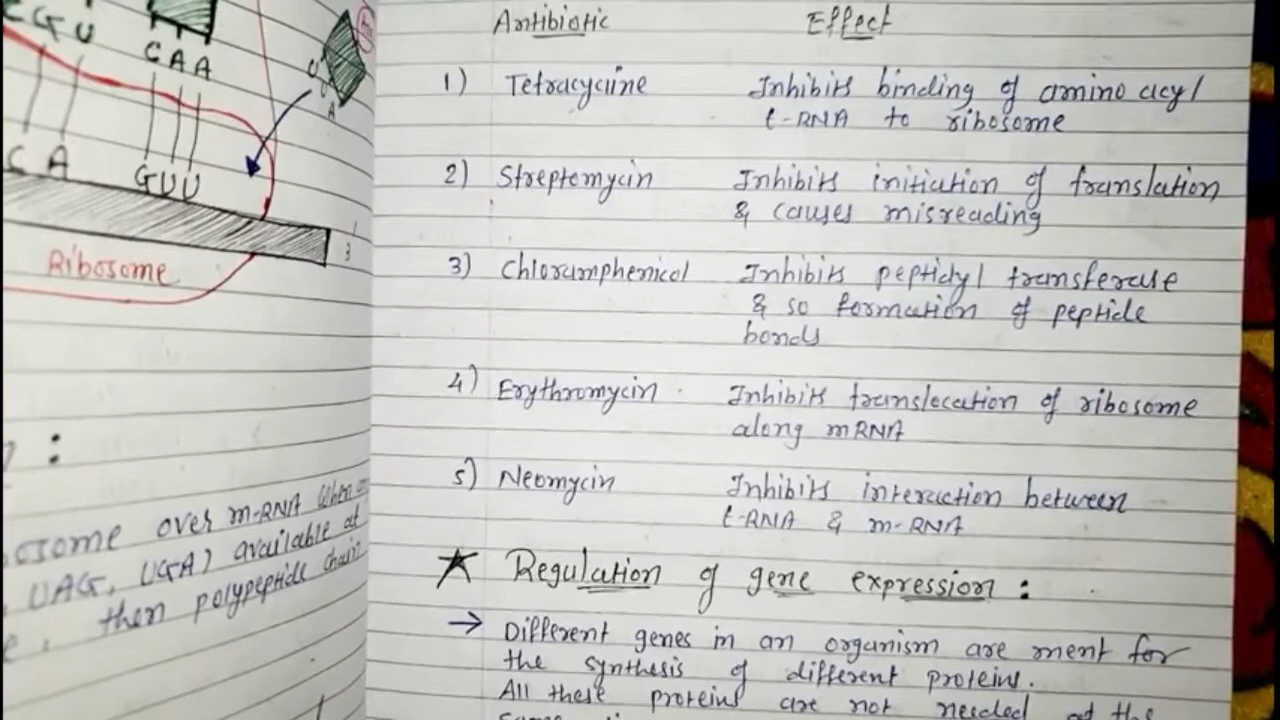 C G U
C A A
U
U
A
C A
G U U
Ribosome
:
over m-RNA when
UAG, UGA) available at
then polypeptide chain
Antibiotic Effect
1) Tetracycline Inhibits binding of amino acyl
t-RNA to ribosome
2) Streptomycin Inhibits initiation of translation
& causes misreading
3) Chloramphenicol Inhibits peptidyl transferase
& so formation of peptide
bonds
4) Erythromycin Inhibits translocation of ribosome
along mRNA
5) Neomycin Inhibits interaction between
t-RNA & m-RNA
★ Regulation of gene expression :
→ Different genes in an organism are ment for
the synthesis of different proteins.
All these proteins are not needed at the